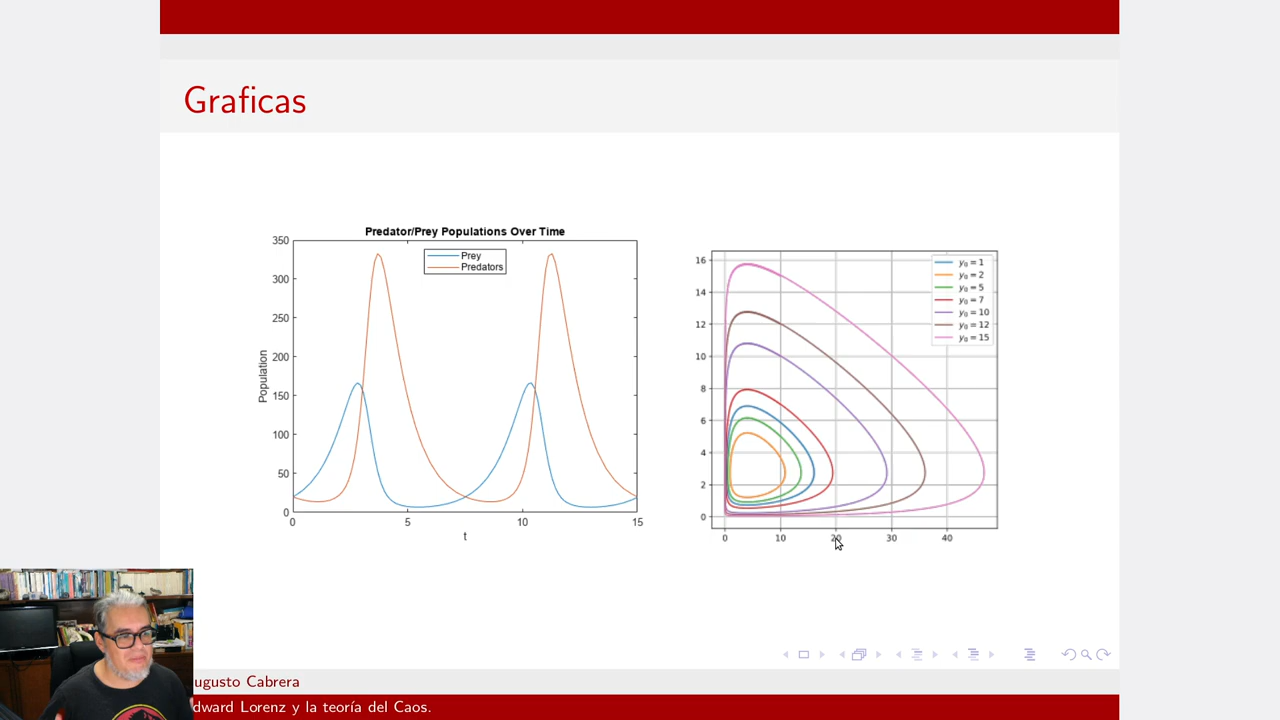 Graficas
Predator/Prey Populations Over Time
Prey
Predators
Population
350
300
250
200
150
100
50
0
0 5 10 15
t
16
14
12
10
8
6
4
2
0
0 10 20 30 40
y₀ = 1
y₀ = 2
y₀ = 5
y₀ = 7
y₀ = 10
y₀ = 12
y₀ = 15
ugusto Cabrera
dward Lorenz y la teoría del Caos.